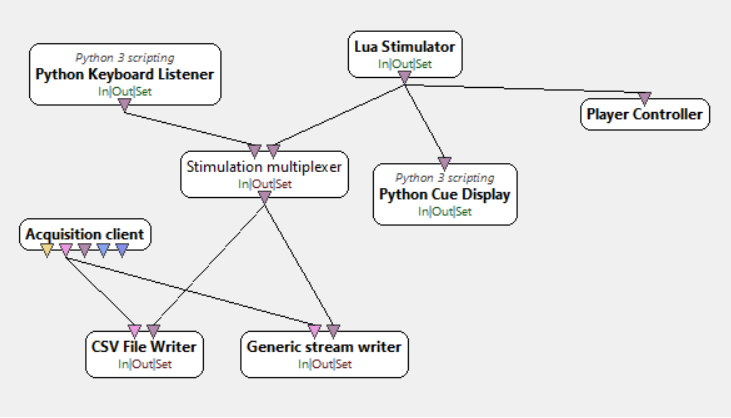 Python 3 scripting
Python Keyboard Listener
In|Out|Set
Lua Stimulator
In|Out|Set
Player Controller
Stimulation multiplexer
In|Out|Set
Python 3 scripting
Python Cue Display
In|Out|Set
Acquisition client
CSV File Writer
In|Out|Set
Generic stream writer
In|Out|Set